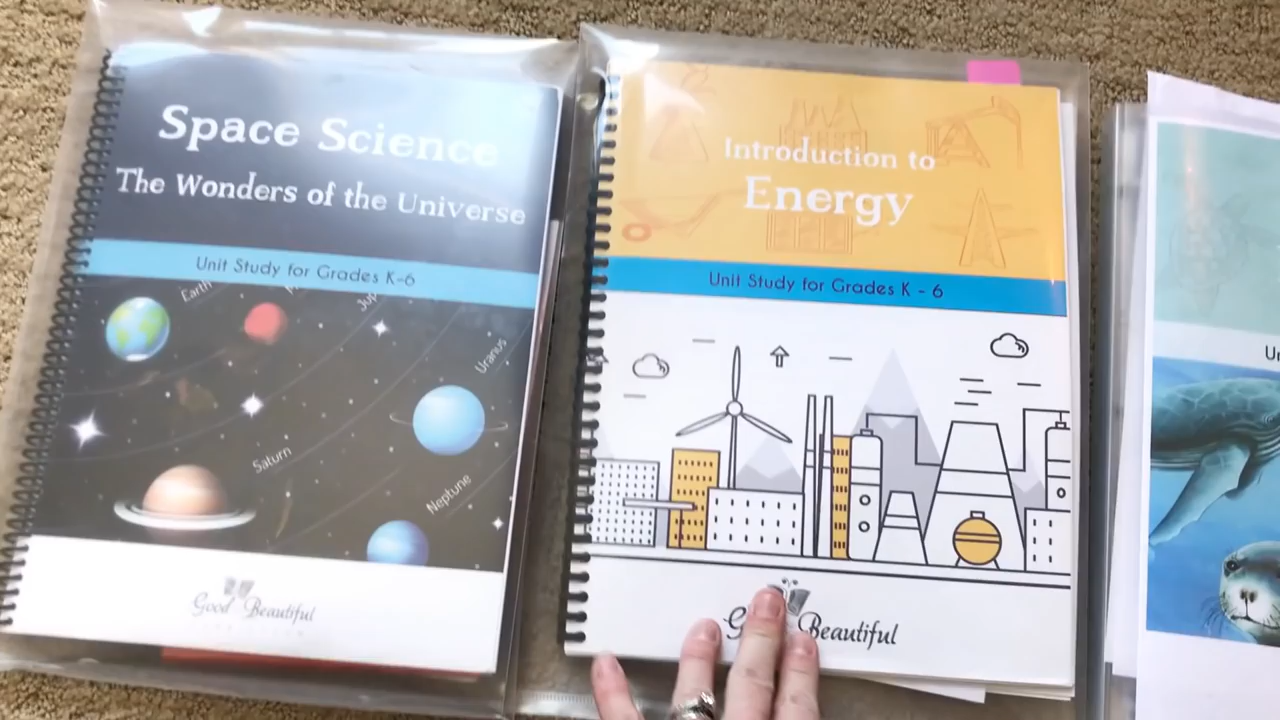 Space Science
The Wonders of the Universe
Unit Study for Grades K-6
Earth
Jup
Uranus
Saturn
Neptune
Good Beautiful
Introduction to
Energy
Unit Study for Grades K - 6
Beautiful